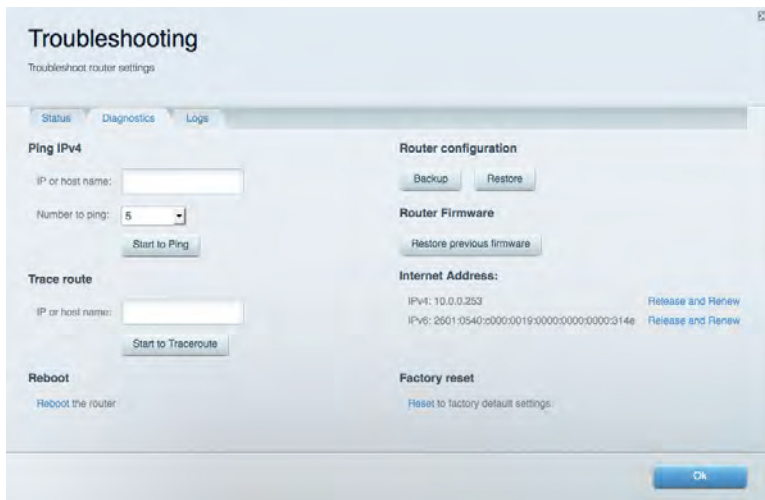 Troubleshooting
Troubleshoot router settings
Status Diagnostics Logs
Ping IPv4
IP or host name:
Number to ping: 5
Start to Ping
Trace route
IP or host name:
Start to Traceroute
Reboot
Reboot the router
Router configuration
Backup Restore
Router Firmware
Restore previous firmware
Internet Address:
IPv4: 10.0.0.253 Release and Renew
IPv6: 2601:0540:c000:0019:0000:0000:0000:314e Release and Renew
Factory reset
Reset to factory default settings.
Ok